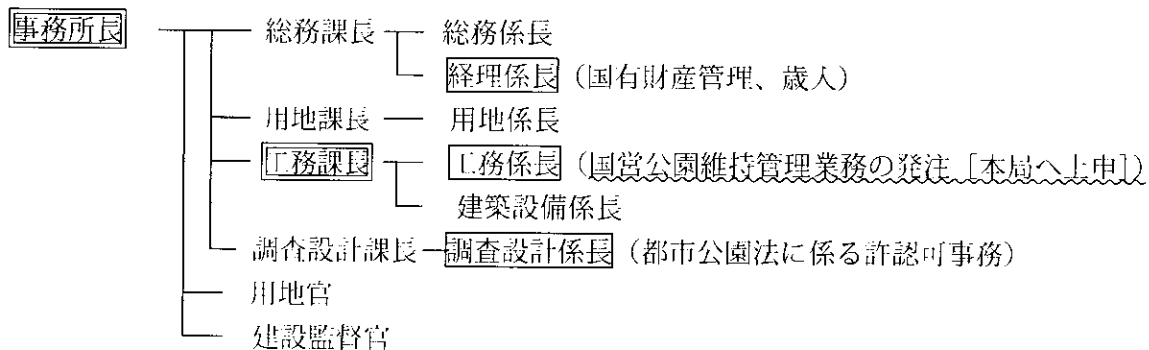 事務所長 総務課長 総務係長
経理係長（国有財産管理、歳入）
用地課長 用地係長
工務課長 工務係長（国営公園維持管理業務の発注［本局へ上申］）
建築設備係長
調査設計課長 調査設計係長（都市公園法に係る許認可事務）
用地官
建設監督官